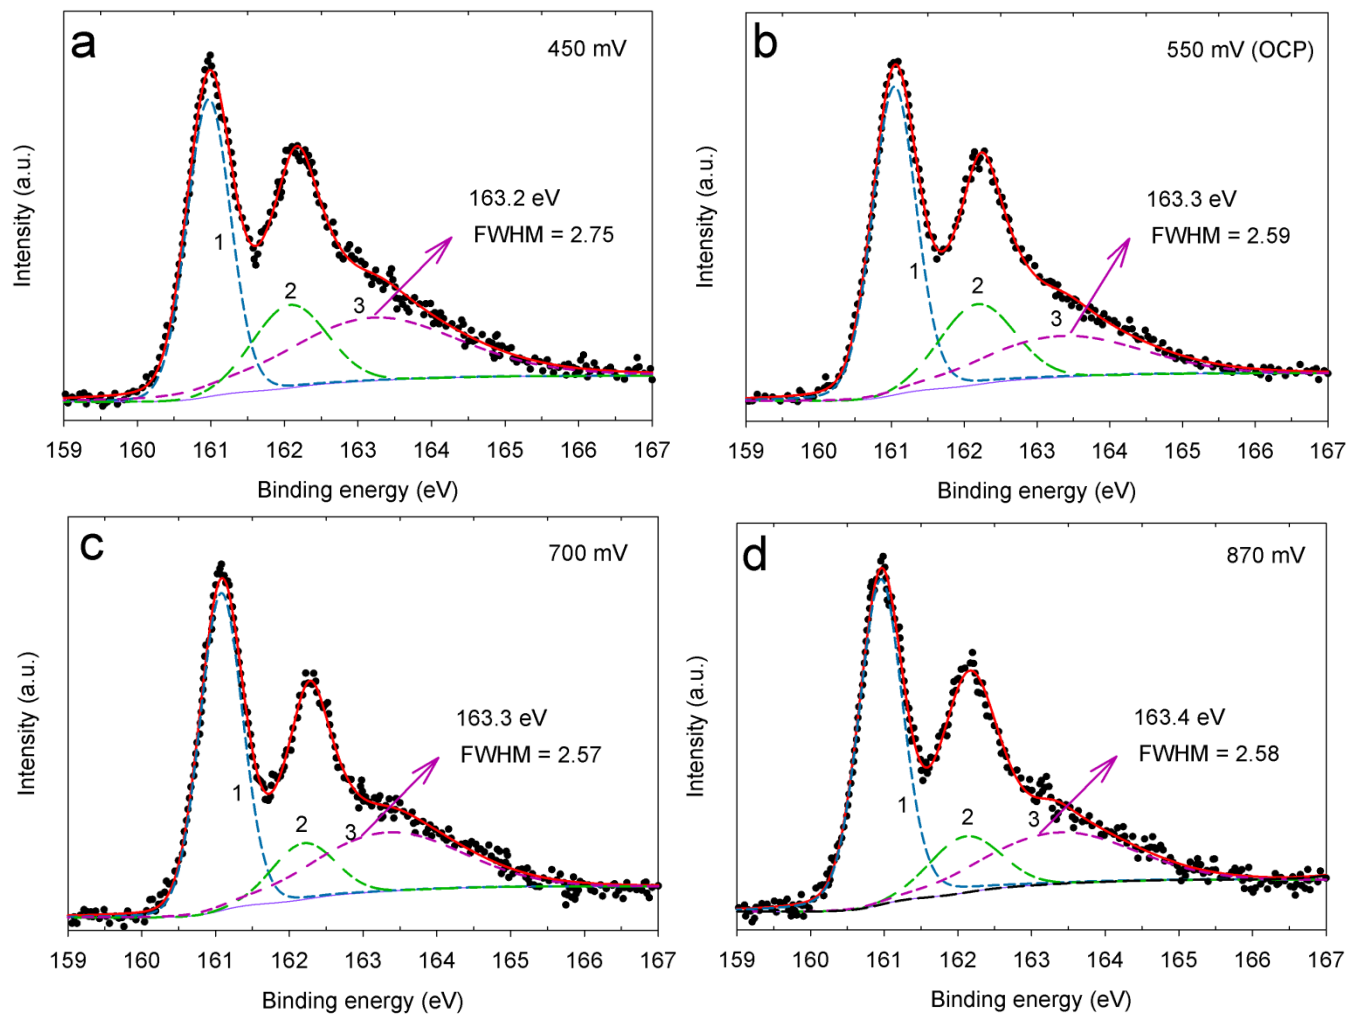 a
450 mV
Intensity (a.u.)
163.2 eV
FWHM = 2.75
1
2
3
159 160 161 162 163 164 165 166 167
Binding energy (eV)
b
550 mV (OCP)
Intensity (a.u.)
163.3 eV
FWHM = 2.59
1
2
3
159 160 161 162 163 164 165 166 167
Binding energy (eV)
c
700 mV
Intensity (a.u.)
163.3 eV
FWHM = 2.57
1
2
3
159 160 161 162 163 164 165 166 167
Binding energy (eV)
d
870 mV
Intensity (a.u.)
163.4 eV
FWHM = 2.58
1
2
3
159 160 161 162 163 164 165 166 167
Binding energy (eV)